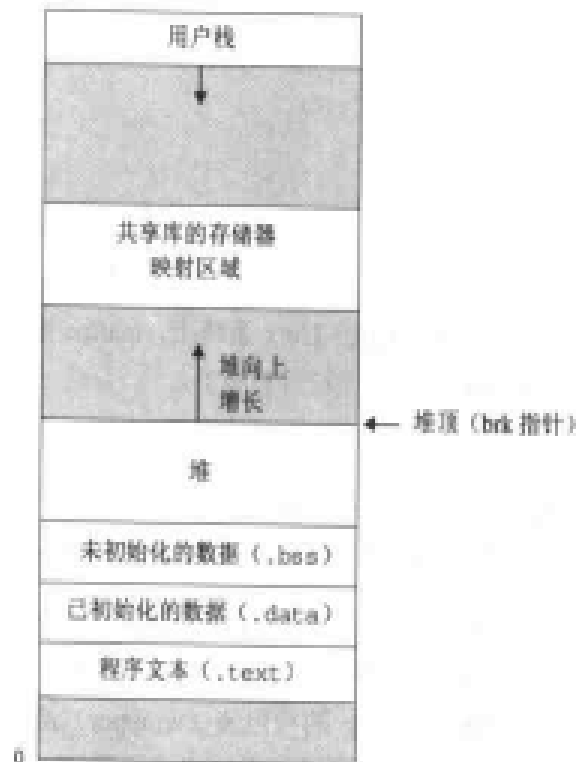 用户栈
共享库的存储器
映射区域
堆向上
增长
堆顶（brk 指针）
堆
未初始化的数据（.bss）
已初始化的数据（.data）
程序文本（.text）
0